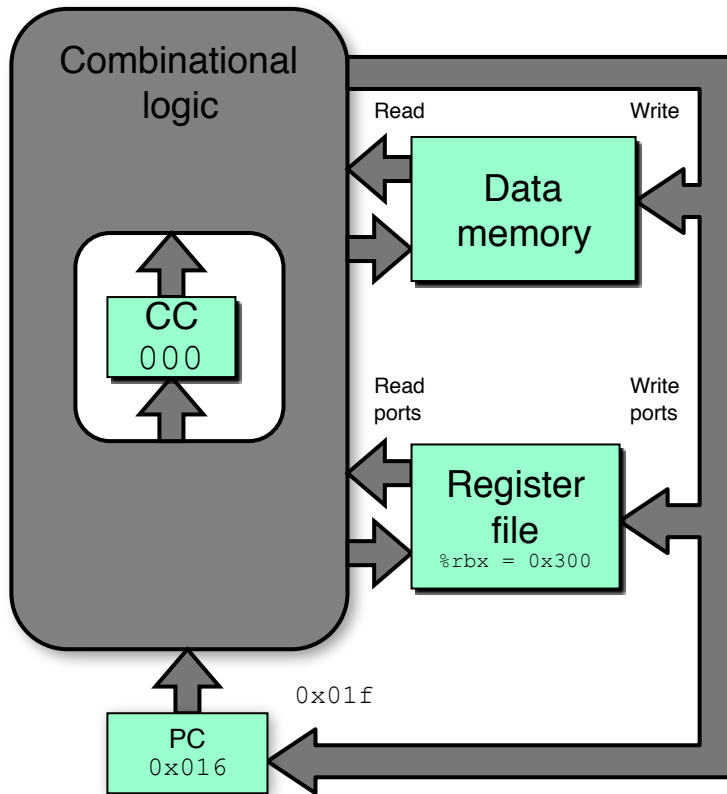 Combinational
logic
Read
Write
Data
memory
CC
000
Read
ports
Write
ports
Register
file
%rbx = 0x300
0x01f
PC
0x016